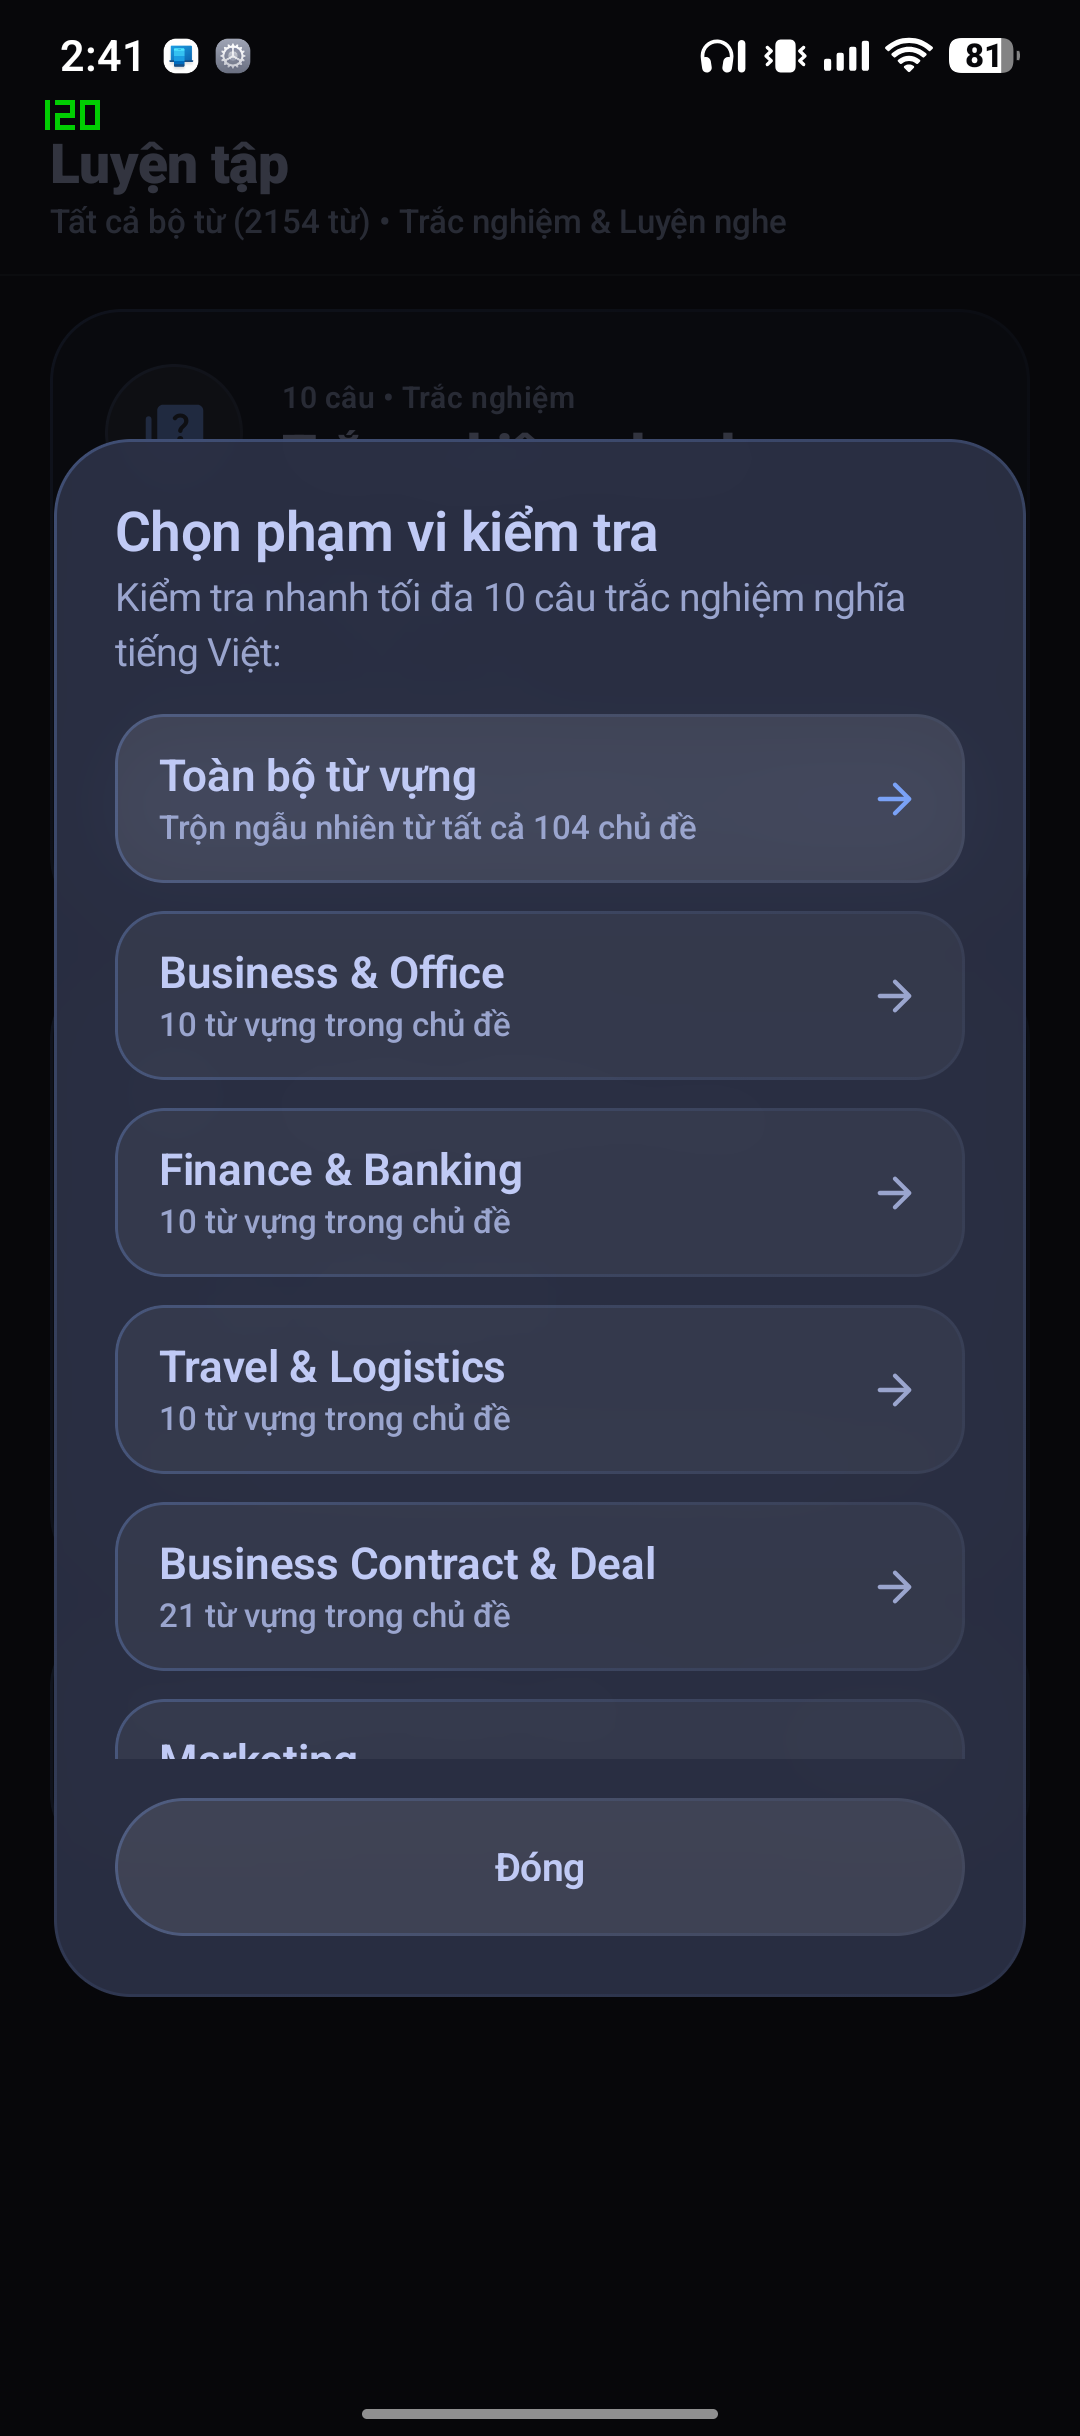 2:41
81
120
Luyện tập
Tất cả bộ từ (2154 từ) • Trắc nghiệm & Luyện nghe
10 câu • Trắc nghiệm
Chọn phạm vi kiểm tra
Kiểm tra nhanh tối đa 10 câu trắc nghiệm nghĩa
tiếng Việt:
Toàn bộ từ vựng
Trộn ngẫu nhiên từ tất cả 104 chủ đề
Business & Office
10 từ vựng trong chủ đề
Finance & Banking
10 từ vựng trong chủ đề
Travel & Logistics
10 từ vựng trong chủ đề
Business Contract & Deal
21 từ vựng trong chủ đề
Marketing
Đóng